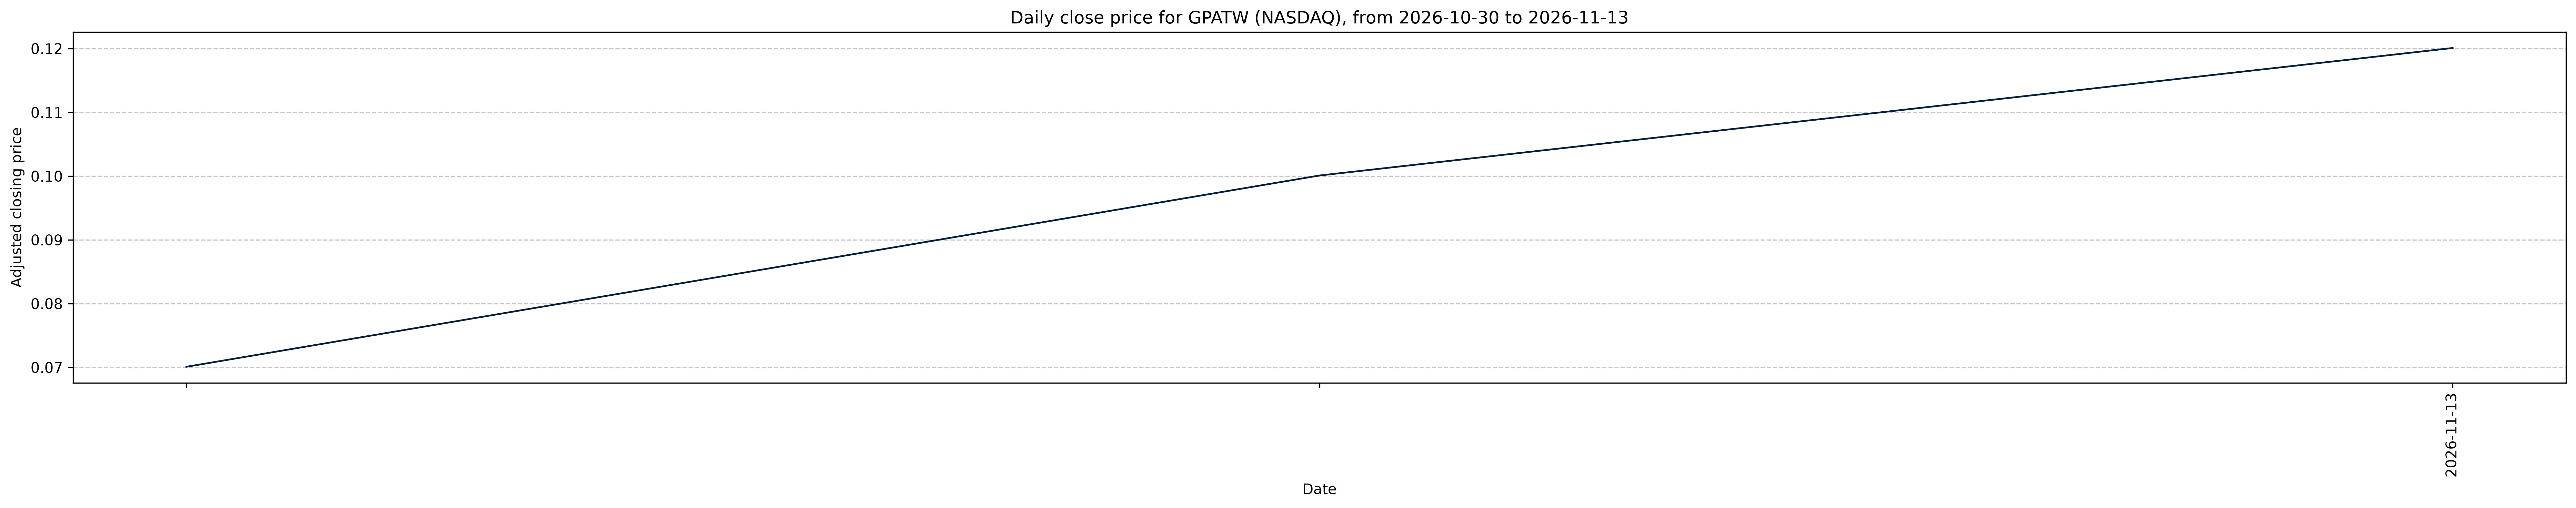 Daily close price for GPATW (NASDAQ), from 2026-10-30 to 2026-11-13
Adjusted closing price
0.12
0.11
0.10
0.09
0.08
0.07
2026-11-13
Date